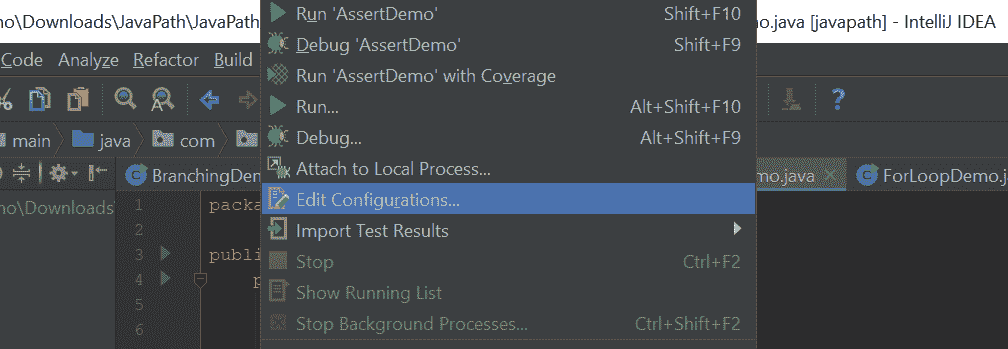 o\Downloads\JavaPath\JavaPath
Run 'AssertDemo' Shift+F10
mo.java [javapath] - IntelliJ IDEA
Debug 'AssertDemo' Shift+F9
Code Analyze Refactor Build
Run 'AssertDemo' with Coverage
Run... Alt+Shift+F10
Debug... Alt+Shift+F9
main java com
Attach to Local Process...
BranchingDem
mo.java
ForLoopDemo.j
Edit Configurations...
no\Downloads
1 packa
2
Import Test Results
3 publi
Stop Ctrl+F2
4 p
Show Running List
5
Stop Background Processes... Ctrl+Shift+F2
6